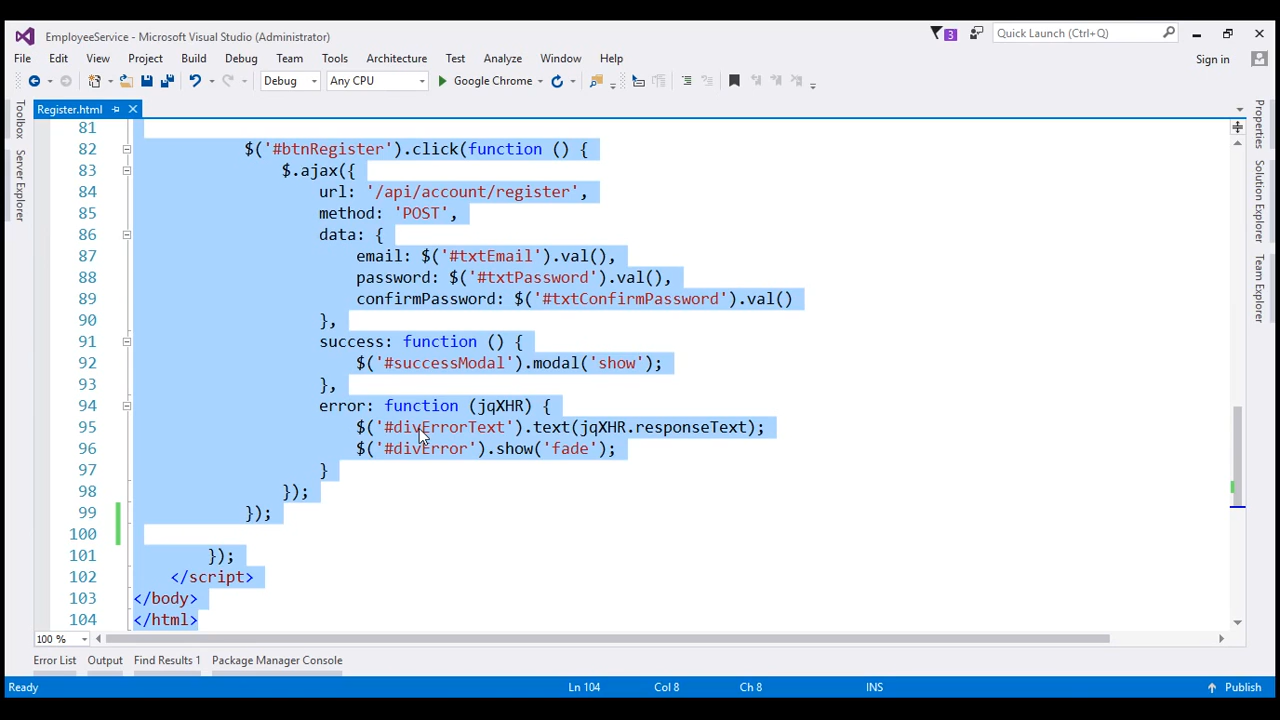 EmployeeService - Microsoft Visual Studio (Administrator)
3
Quick Launch (Ctrl+Q)
File Edit View Project Build Debug Team Tools Architecture Test Analyze Window Help
Sign in
Debug Any CPU Google Chrome
Register.html
Toolbox
Server Explorer
Properties
Solution Explorer
Team Explorer
81
82 $('#btnRegister').click(function () {
83 $.ajax({
84 url: '/api/account/register',
85 method: 'POST',
86 data: {
87 email: $('#txtEmail').val(),
88 password: $('#txtPassword').val(),
89 confirmPassword: $('#txtConfirmPassword').val()
90 },
91 success: function () {
92 $('#successModal').modal('show');
93 },
94 error: function (jqXHR) {
95 $('#divErrorText').text(jqXHR.responseText);
96 $('#divError').show('fade');
97 }
98 });
99 });
100
101 });
102 </script>
103 </body>
104 </html>
100 %
Error List Output Find Results 1 Package Manager Console
Ready Ln 104 Col 8 Ch 8 INS Publish